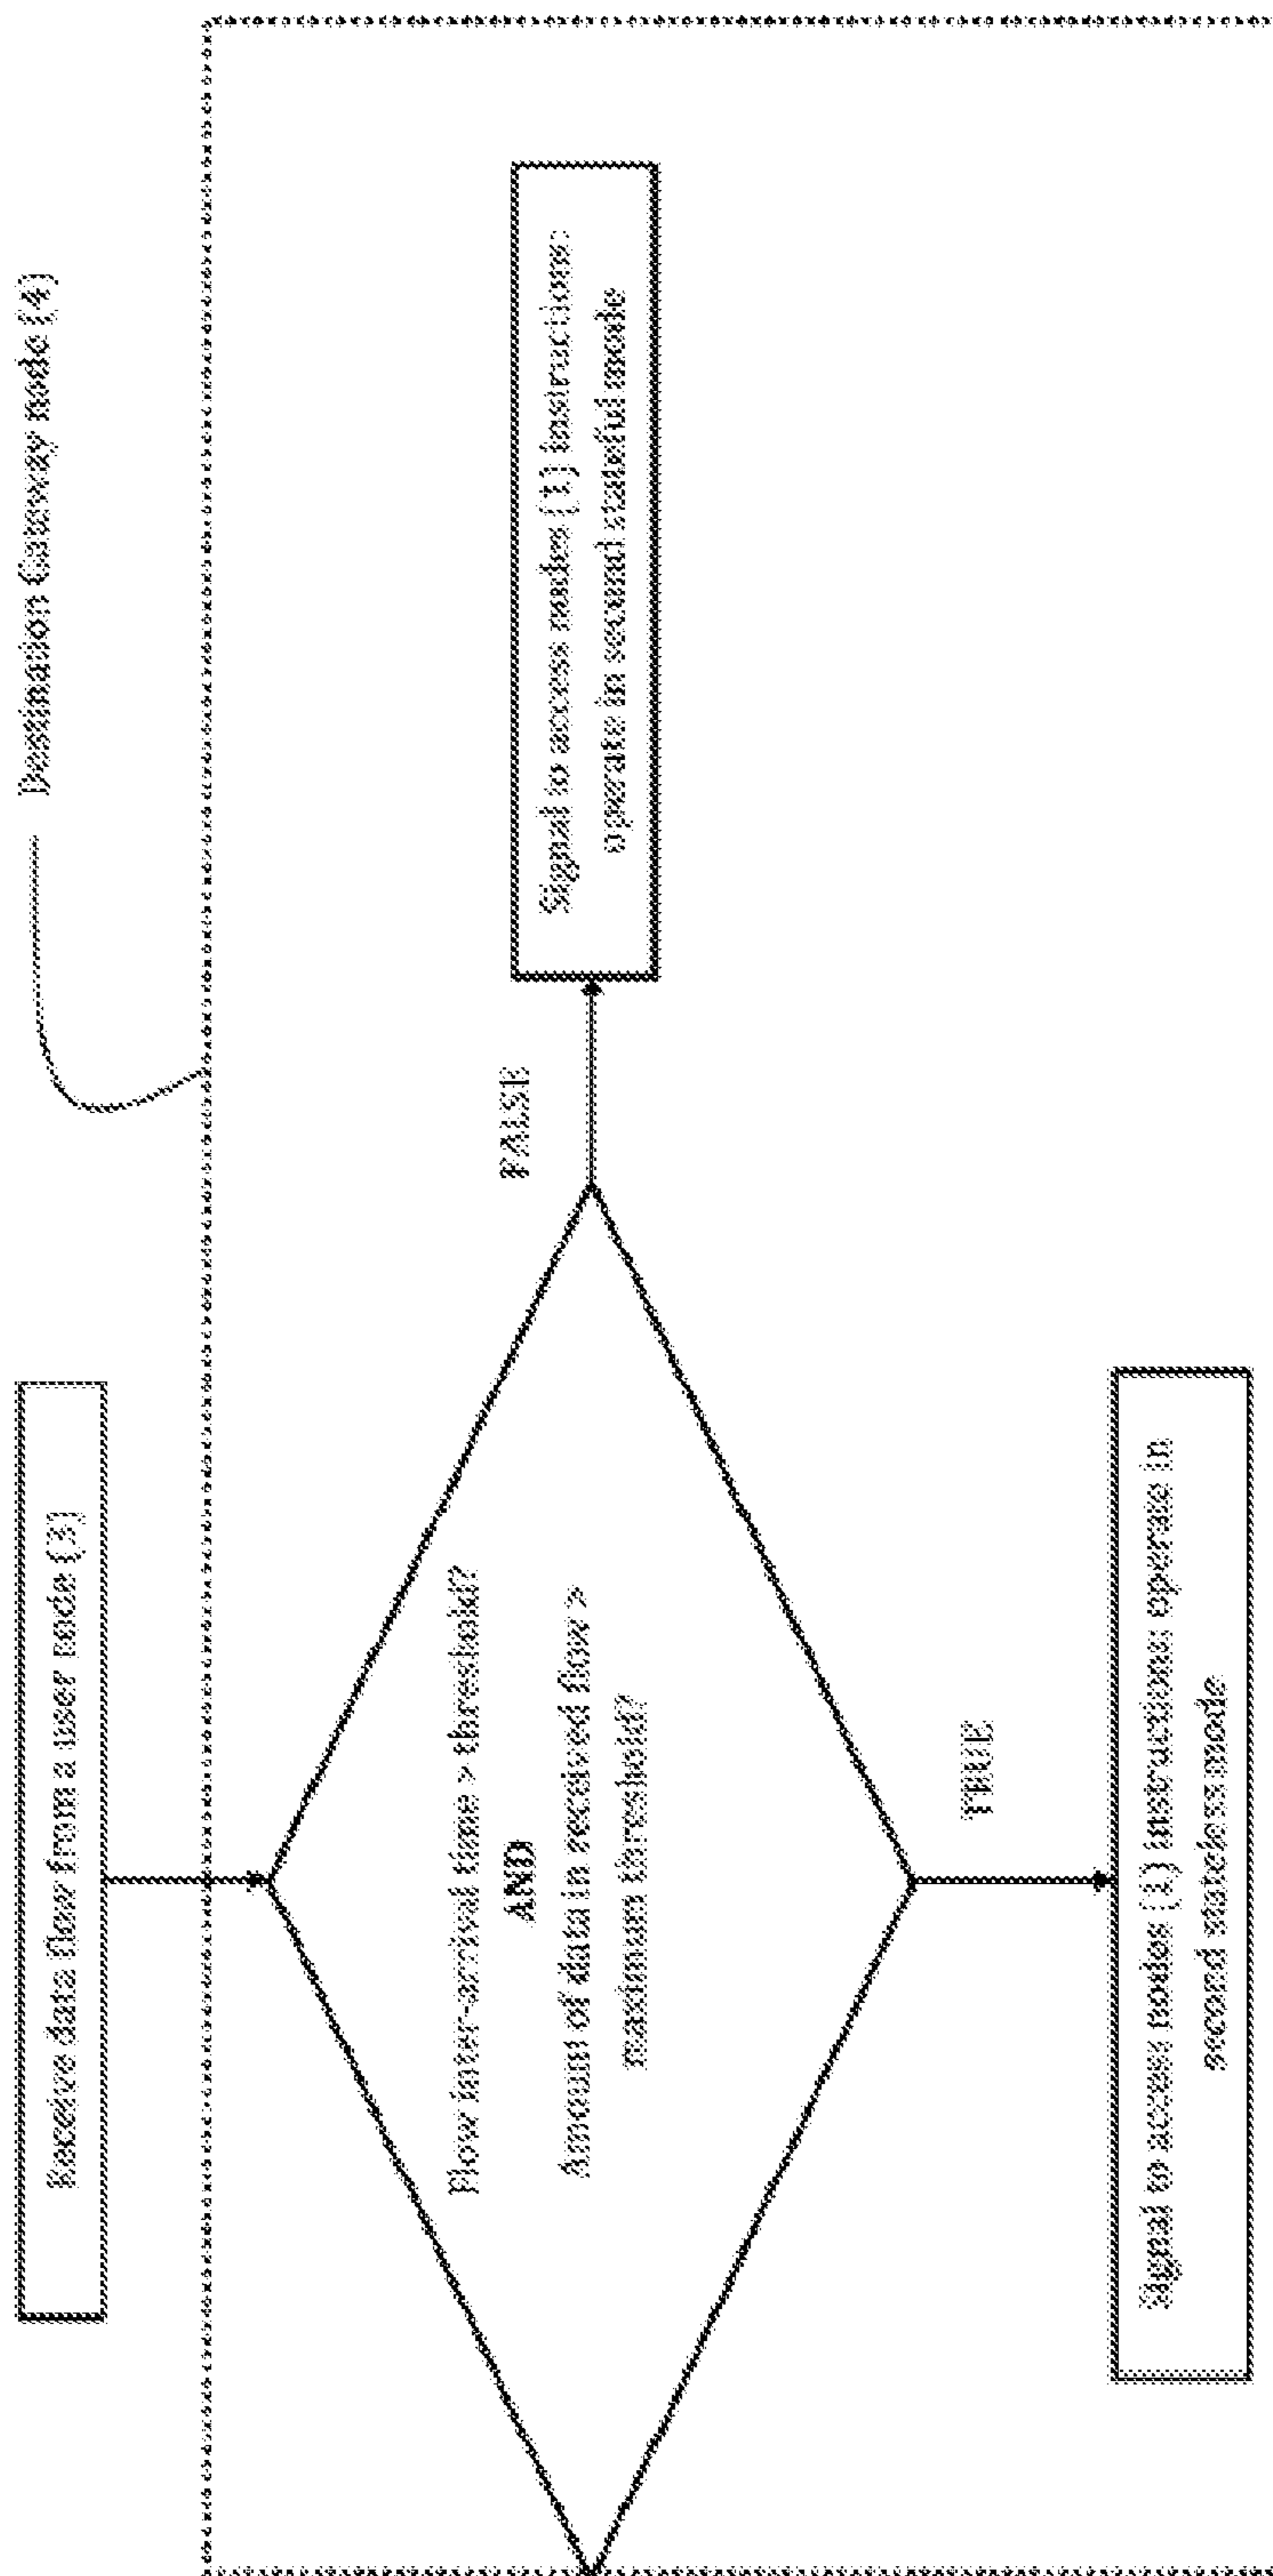 Receive data flow from a user node (3)
Destination Gateway node (4)
Flow inter-arrival time > threshold?
AND
Amount of data in received flow >
maximum threshold?
FALSE
Signal to access nodes (1) instructions:
operate in second stateful mode
TRUE
Signal to access nodes (1) instructions: operate in
second stateless mode